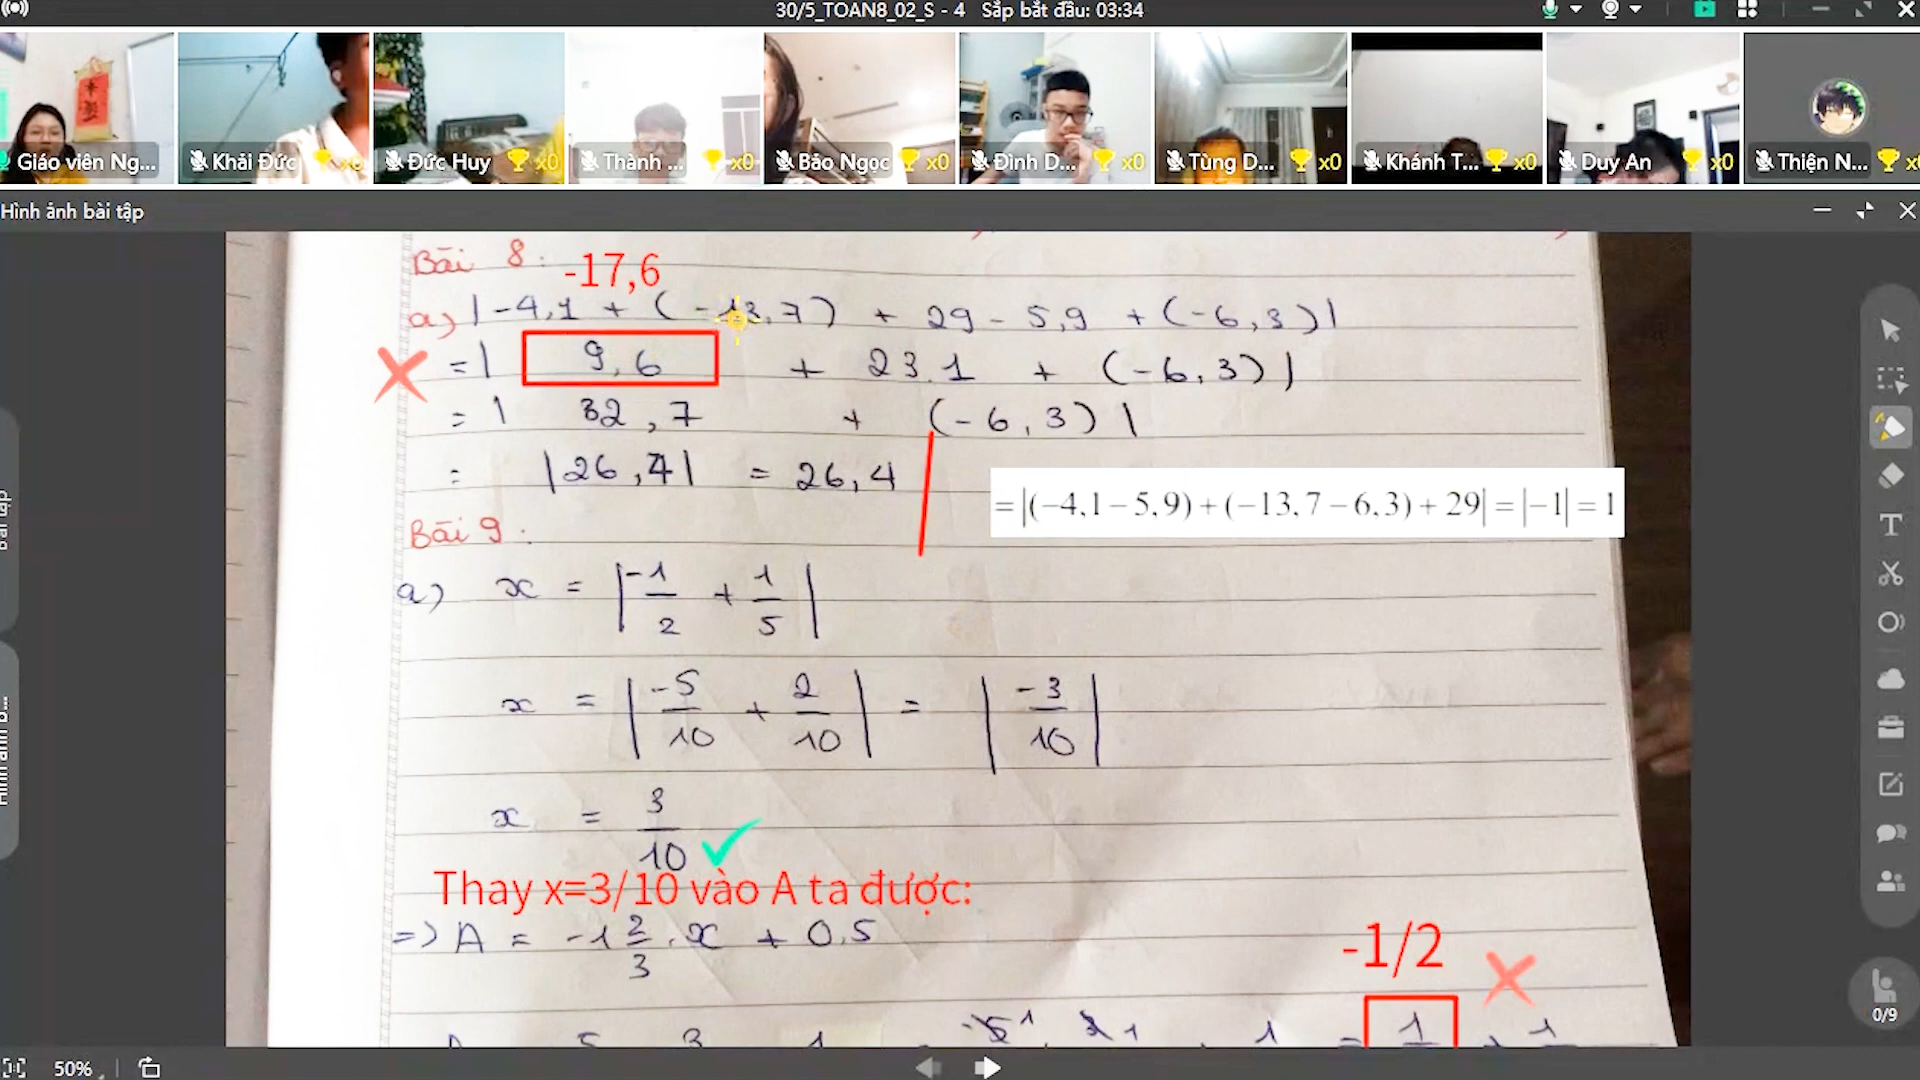 30/5_TOAN8_02_S - 4 Sắp bắt đầu: 03:34
Giáo viên Ng...
Khải Đức x0
Đức Huy x0
Thành ... x0
Bảo Ngọc x0
Đình D... x0
Tùng D... x0
Khánh T... x0
Duy An x0
Thiện N...
Hình ảnh bài tập
Bài 8:
-17,6
a) |-4,1 + (-13,7) + 29 - 5,9 + (-6,3)|
= | 9,6 + 23.1 + (-6,3)|
= | 32,7 + (-6,3)|
= |26,4| = 26,4
= |(−4,1−5,9)+(−13,7−6,3)+29| = |−1| = 1
Bài 9:
a) x = |-1/2 + 1/5|
x = |-5/10 + 2/10| = |-3/10|
x = 3/10
Thay x=3/10 vào A ta được:
=> A = -1 2/3 . x + 0,5
-1/2
0/9
50%